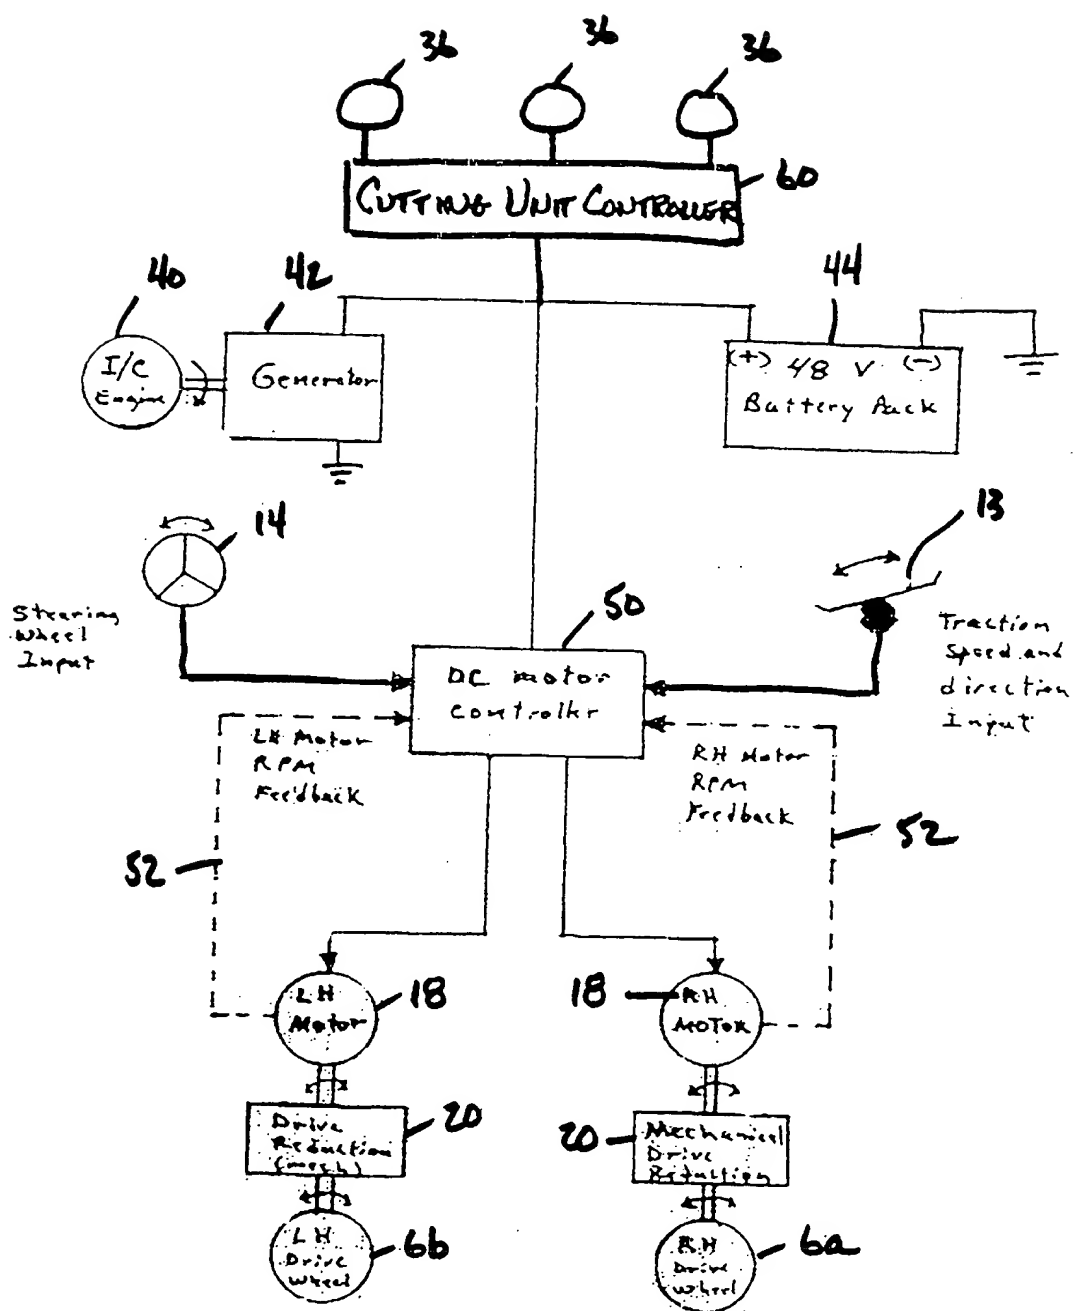 36 36 36
60
CUTTING UNIT CONTROLLER
40
42
44
I/C
Engine
Generator
(+) 48 V (-)
Battery Pack
14
13
50
Steering
Wheel
Input
Traction
Speed and
direction
Input
DC motor
controller
LH Motor
RPM
Feedback
RH Motor
RPM
Feedback
52
52
LH
Motor
18
18
RH
MOTOR
Drive
Reduction
(mech)
20
20
Mechanical
Drive
Reduction
LH
Drive
Wheel
6b
RH
Drive
Wheel
6a